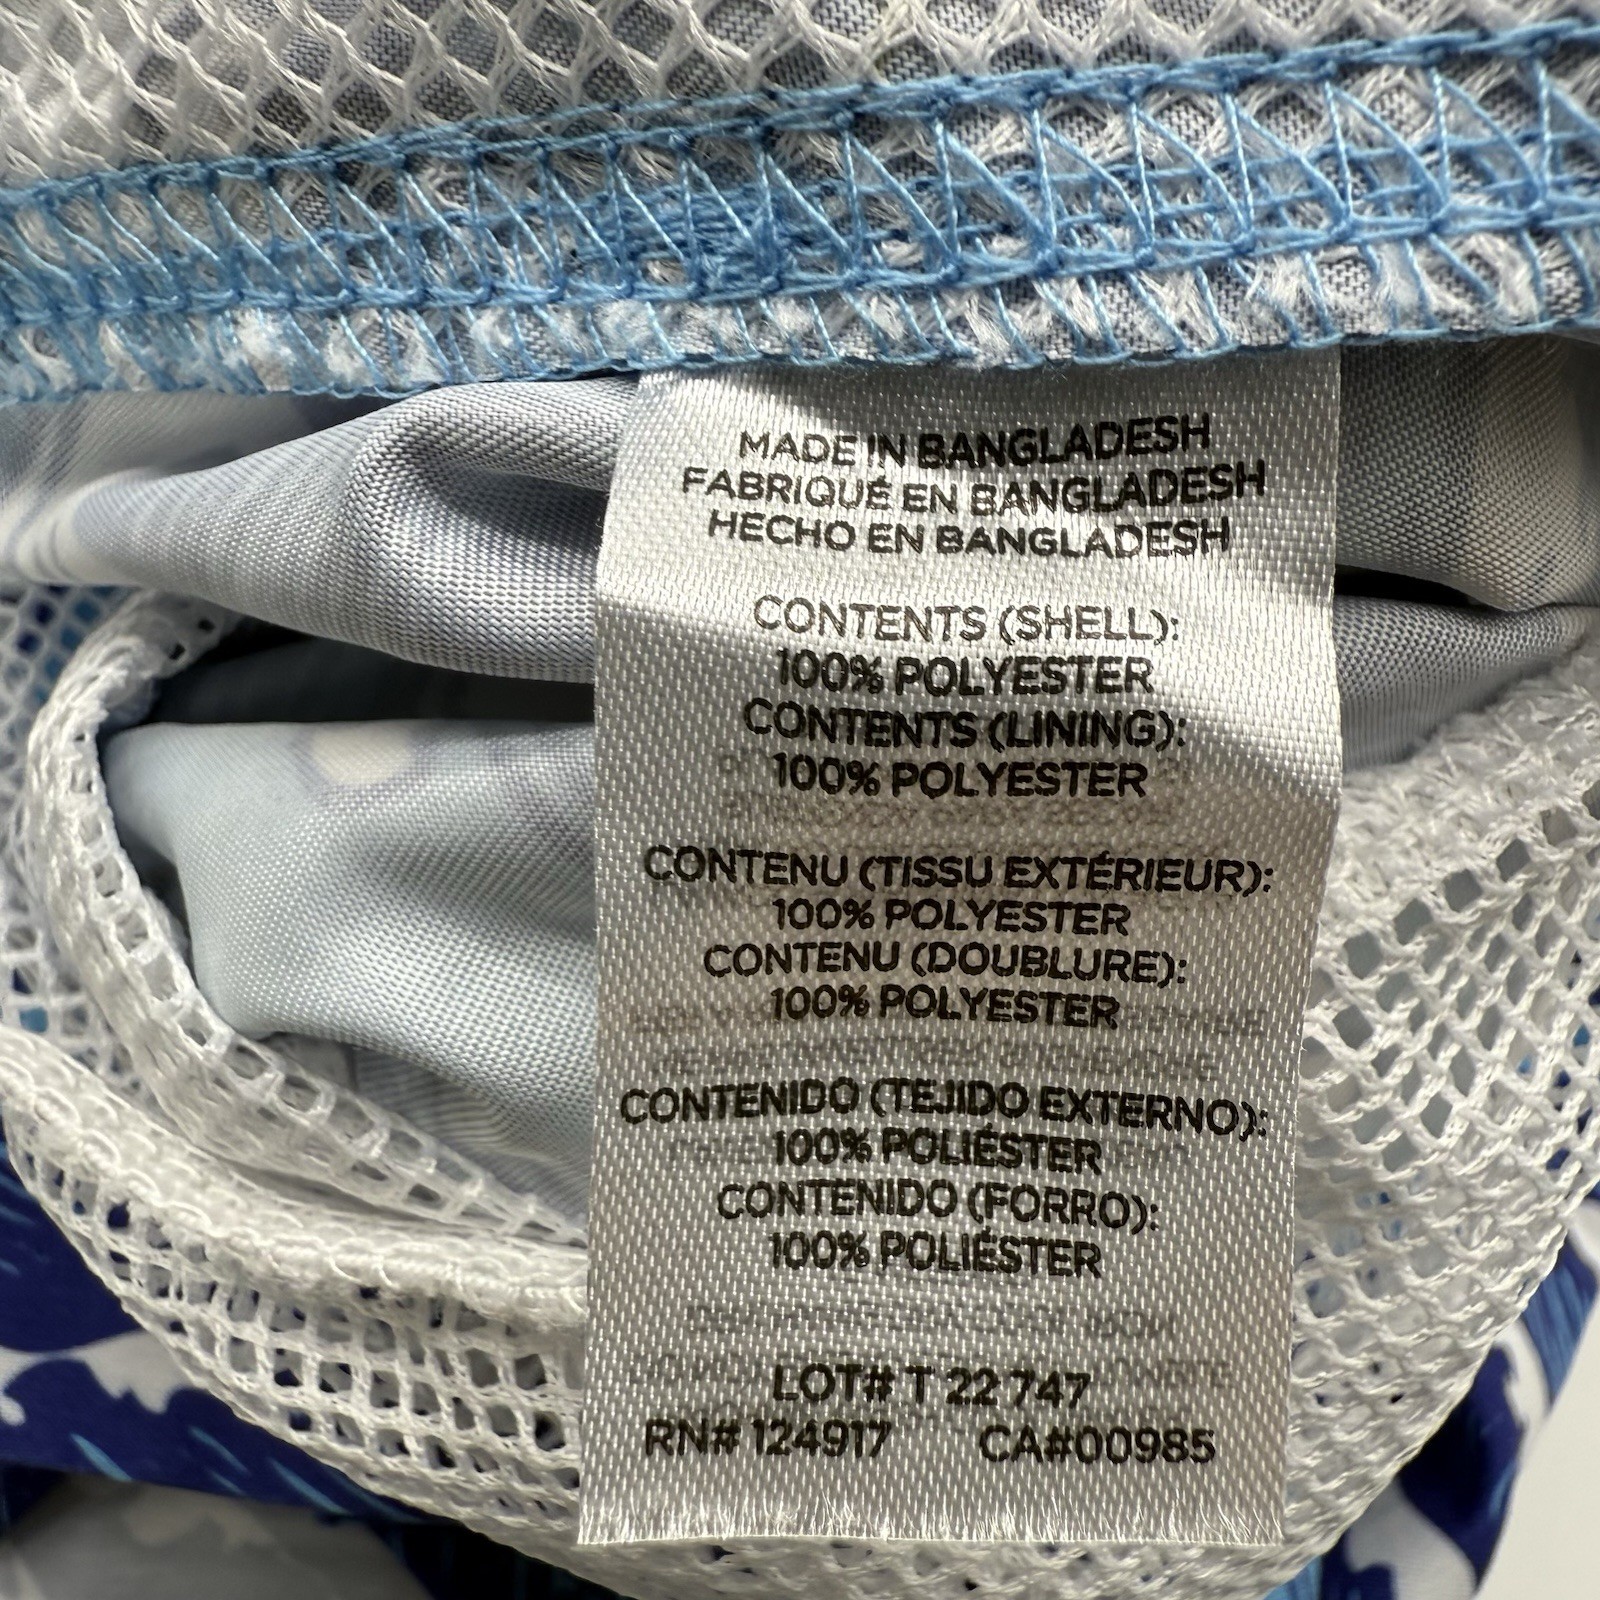 MADE IN BANGLADESH
FABRIQUÉ EN BANGLADESH
HECHO EN BANGLADESH
CONTENTS (SHELL):
100% POLYESTER
CONTENTS (LINING):
100% POLYESTER
CONTENU (TISSU EXTÉRIEUR):
100% POLYESTER
CONTENU (DOUBLURE):
100% POLYESTER
CONTENIDO (TEJIDO EXTERNO):
100% POLIÉSTER
CONTENIDO (FORRO):
100% POLIÉSTER
LOT# T 22 747
RN# 124917 CA#00985